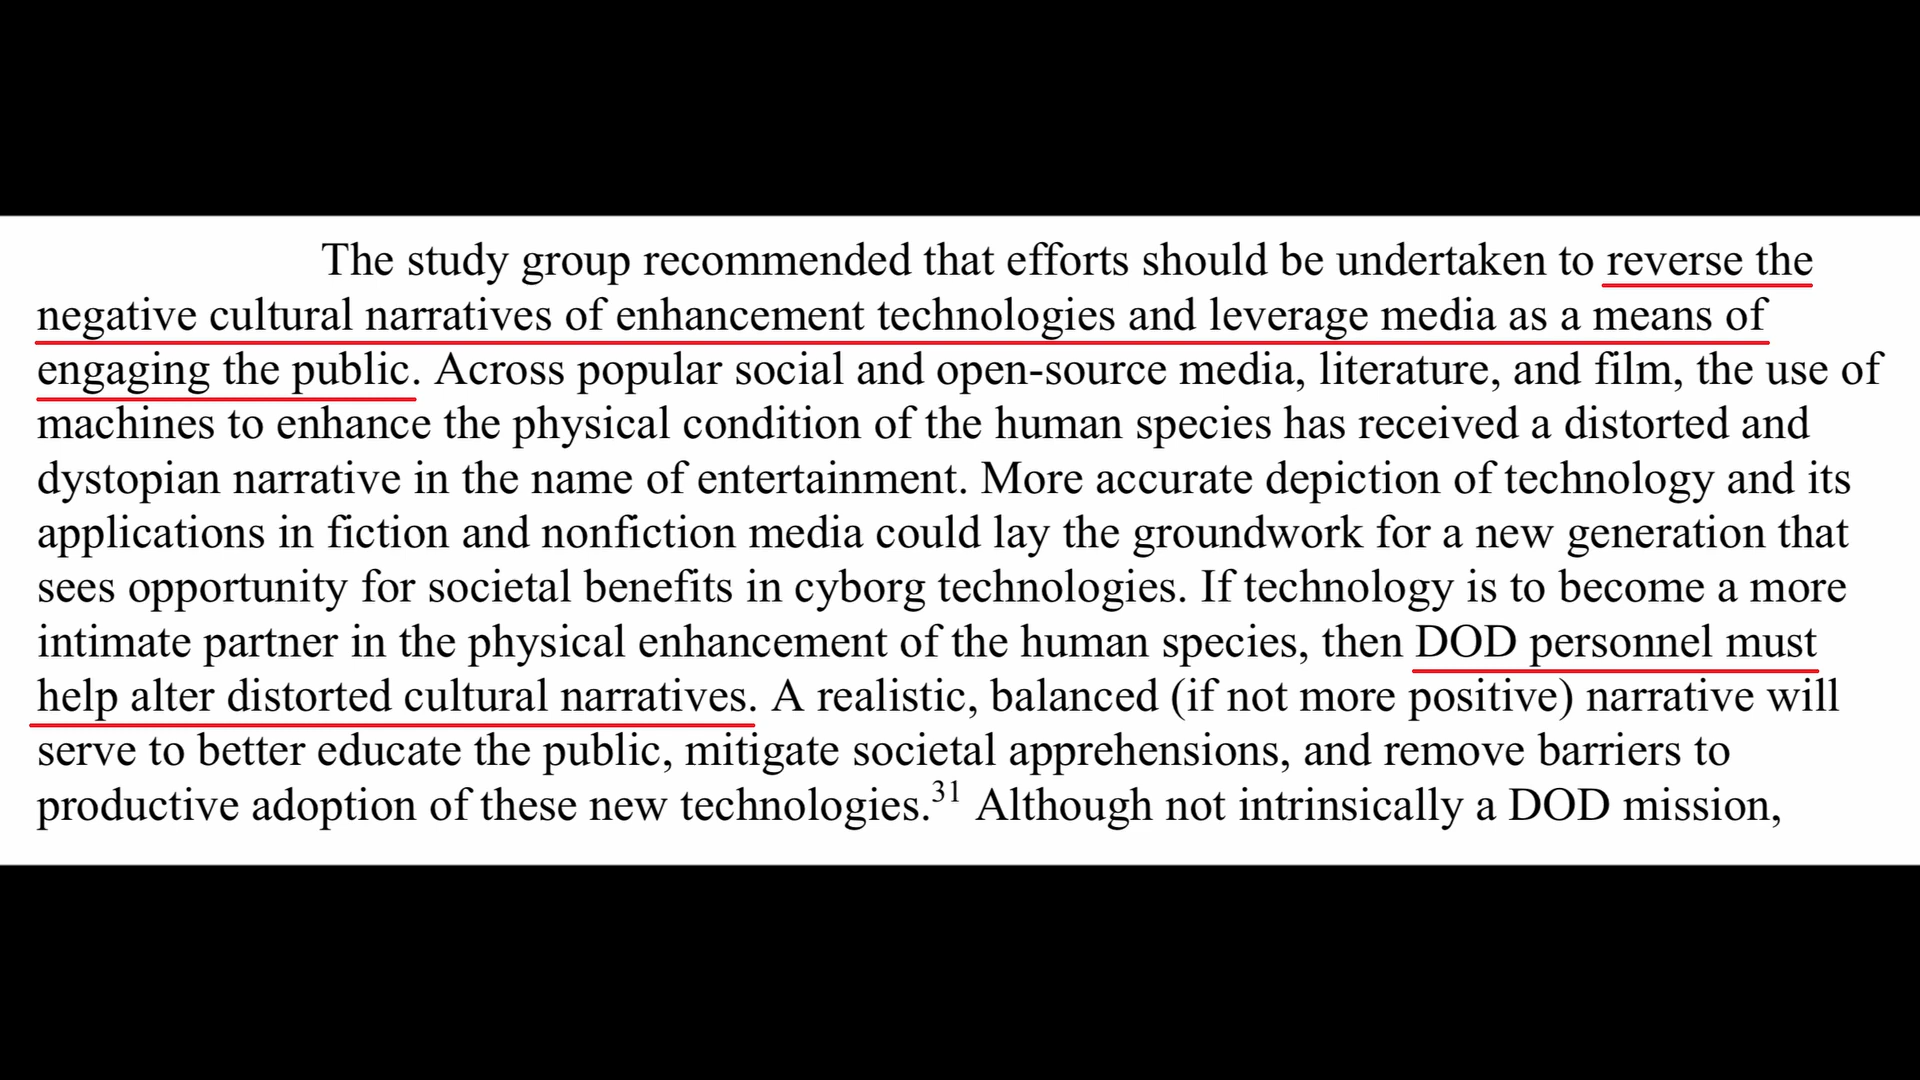 The study group recommended that efforts should be undertaken to reverse the
negative cultural narratives of enhancement technologies and leverage media as a means of
engaging the public. Across popular social and open-source media, literature, and film, the use of
machines to enhance the physical condition of the human species has received a distorted and
dystopian narrative in the name of entertainment. More accurate depiction of technology and its
applications in fiction and nonfiction media could lay the groundwork for a new generation that
sees opportunity for societal benefits in cyborg technologies. If technology is to become a more
intimate partner in the physical enhancement of the human species, then DOD personnel must
help alter distorted cultural narratives. A realistic, balanced (if not more positive) narrative will
serve to better educate the public, mitigate societal apprehensions, and remove barriers to
productive adoption of these new technologies.31 Although not intrinsically a DOD mission,